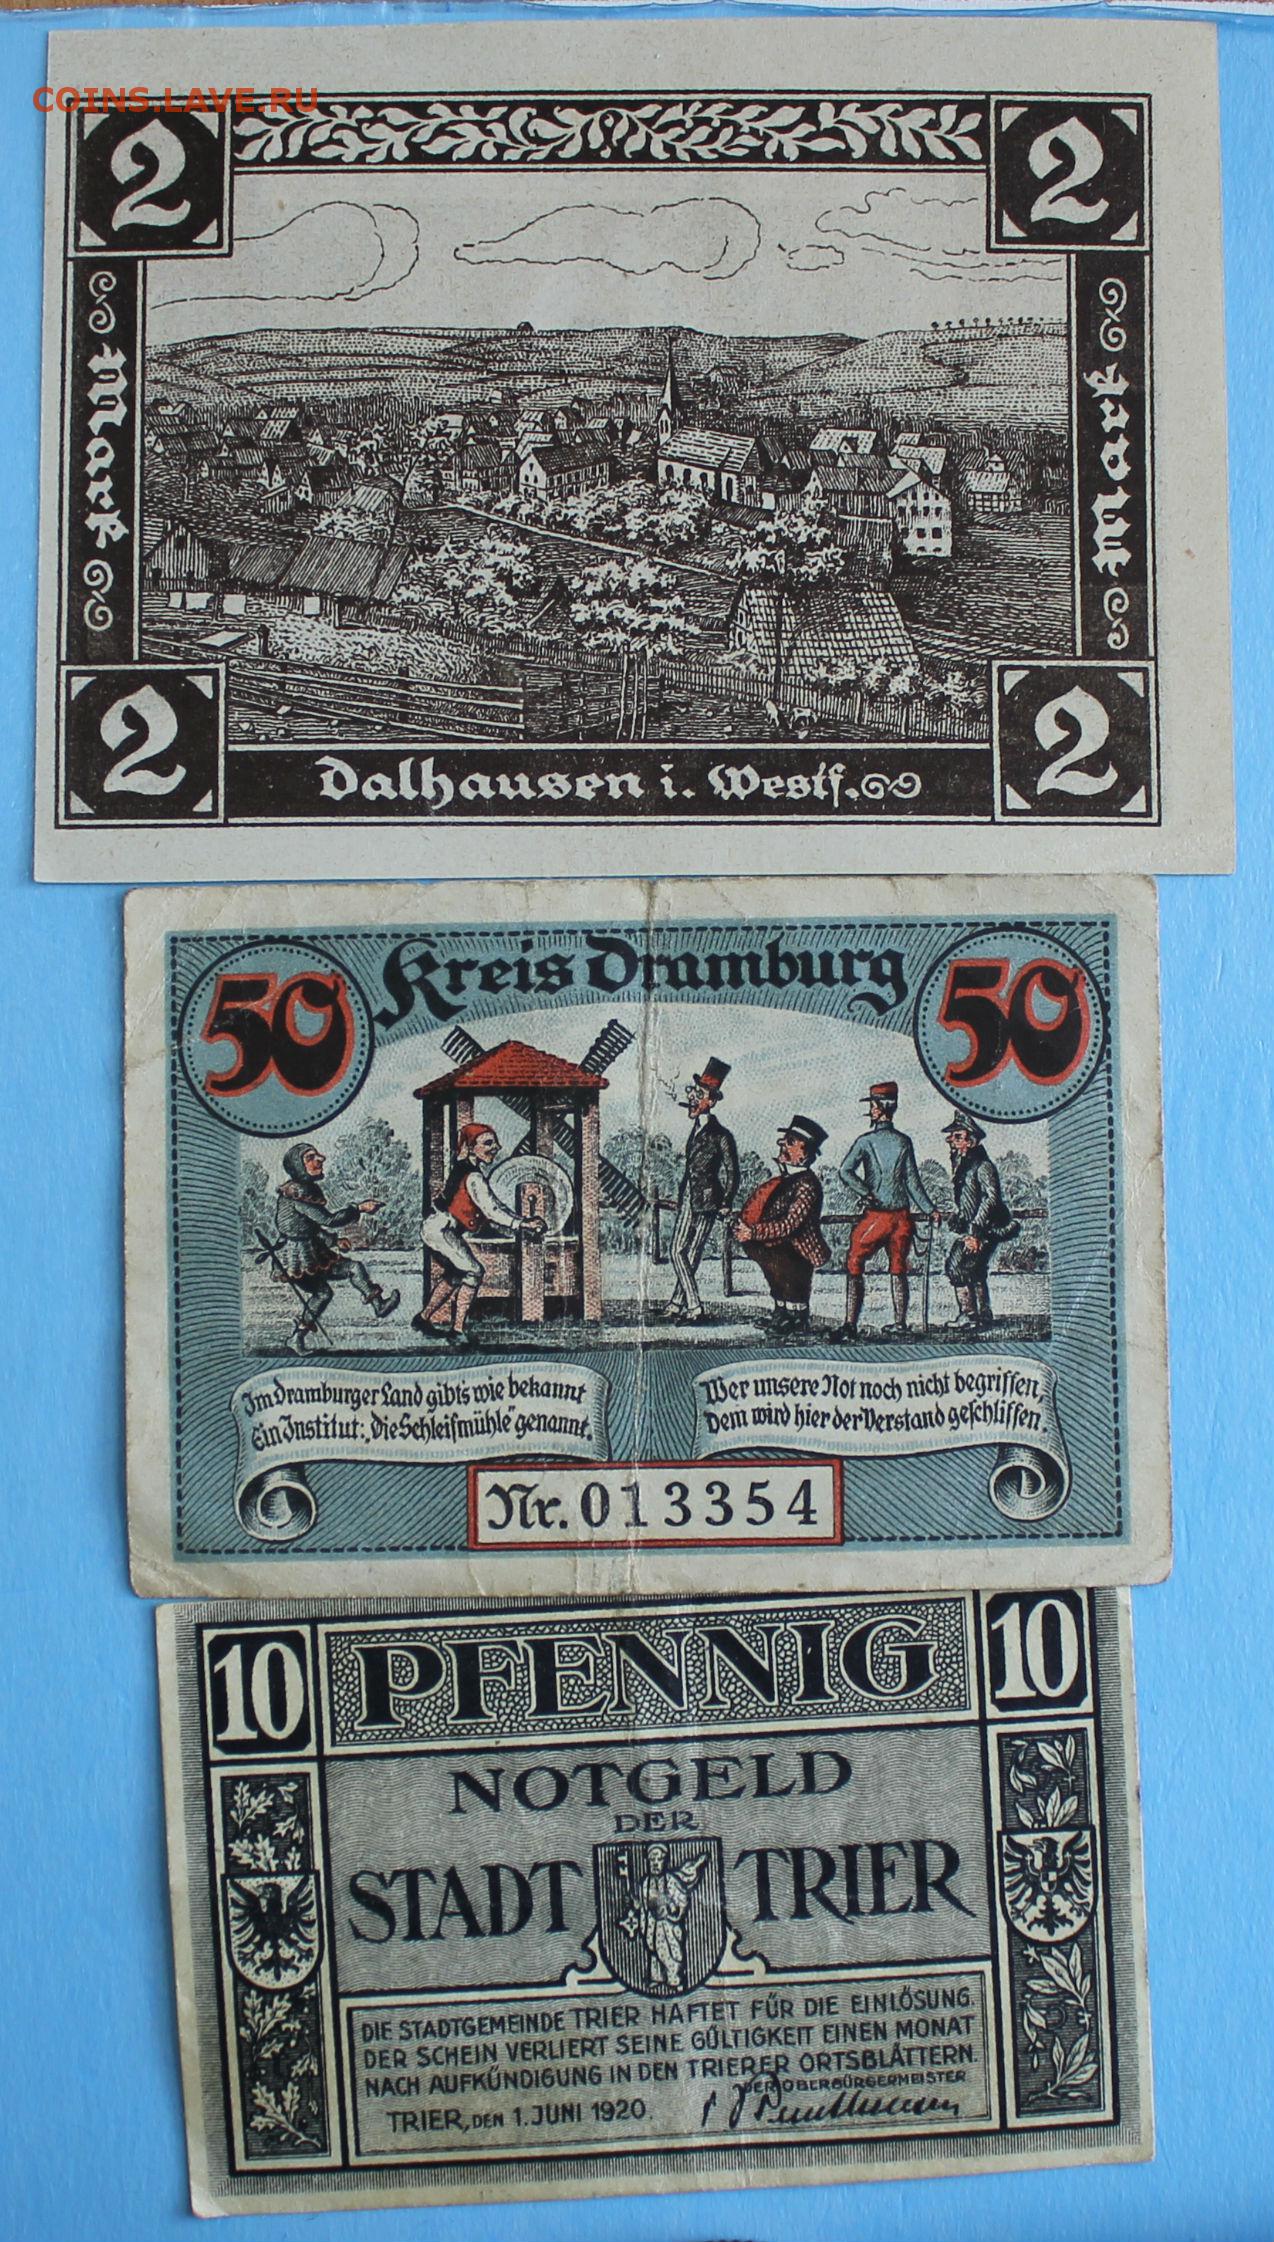 COINS.LAVE.RU
2 2
Mark Mark
2 2
Dalhausen i. Westf.
Kreis Dramburg
50 50
Im Dramburger Land gibts wie bekannt
Ein Institut: „Die Schleifmühle" genannt.
Wer unsere Not noch nicht begriffen,
Dem wird hier der Verstand geschliffen.
Nr. 013354
10 PFENNIG 10
NOTGELD
DER
STADT TRIER
DIE STADTGEMEINDE TRIER HAFTET FÜR DIE EINLÖSUNG.
DER SCHEIN VERLIERT SEINE GÜLTIGKEIT EINEN MONAT
NACH AUFKÜNDIGUNG IN DEN TRIERER ORTSBLÄTTERN.
DER OBERBÜRGERMEISTER
TRIER, DEN 1. JUNI 1920.